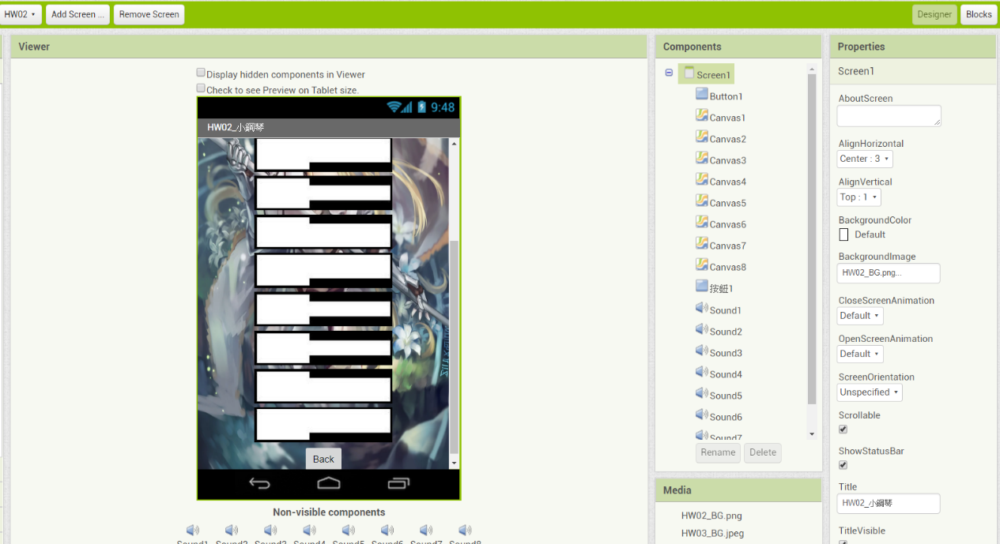 HW02 Add Screen ... Remove Screen Designer Blocks
Viewer
Display hidden components in Viewer
Check to see Preview on Tablet size.
9:48
HW02_小鋼琴
Back
Non-visible components
Sound1 Sound2 Sound3 Sound4 Sound5 Sound6 Sound7 Sound8
Components
Screen1
Button1
Canvas1
Canvas2
Canvas3
Canvas4
Canvas5
Canvas6
Canvas7
Canvas8
按鈕1
Sound1
Sound2
Sound3
Sound4
Sound5
Sound6
Sound7
Rename Delete
Media
HW02_BG.png
HW03_BG.jpeg
Properties
Screen1
AboutScreen
AlignHorizontal
Center : 3
AlignVertical
Top : 1
BackgroundColor
Default
BackgroundImage
HW02_BG.png...
CloseScreenAnimation
Default
OpenScreenAnimation
Default
ScreenOrientation
Unspecified
Scrollable
ShowStatusBar
Title
HW02_小鋼琴
TitleVisible